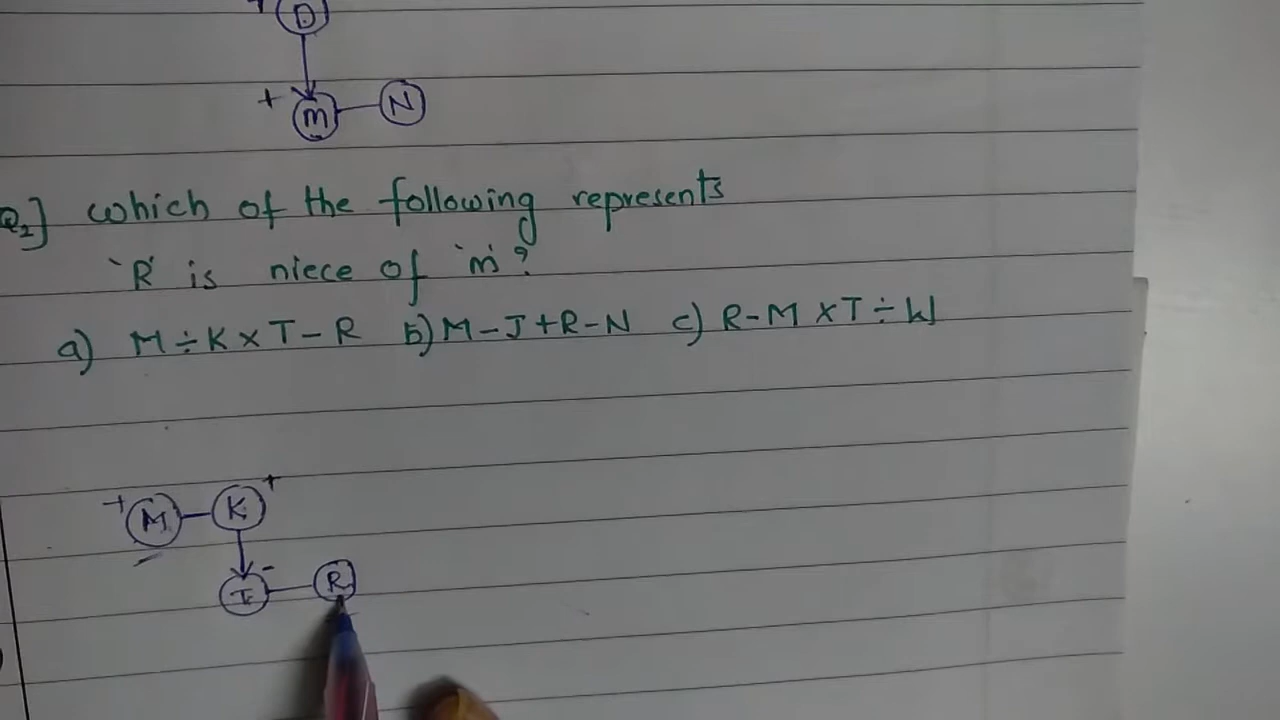 + D
+ M N
Q2] which of the following represents
`R' is niece of `m'?
a) M ÷ K × T - R b) M - J + R - N c) R - M × T ÷ W
+ M - K +
T - R